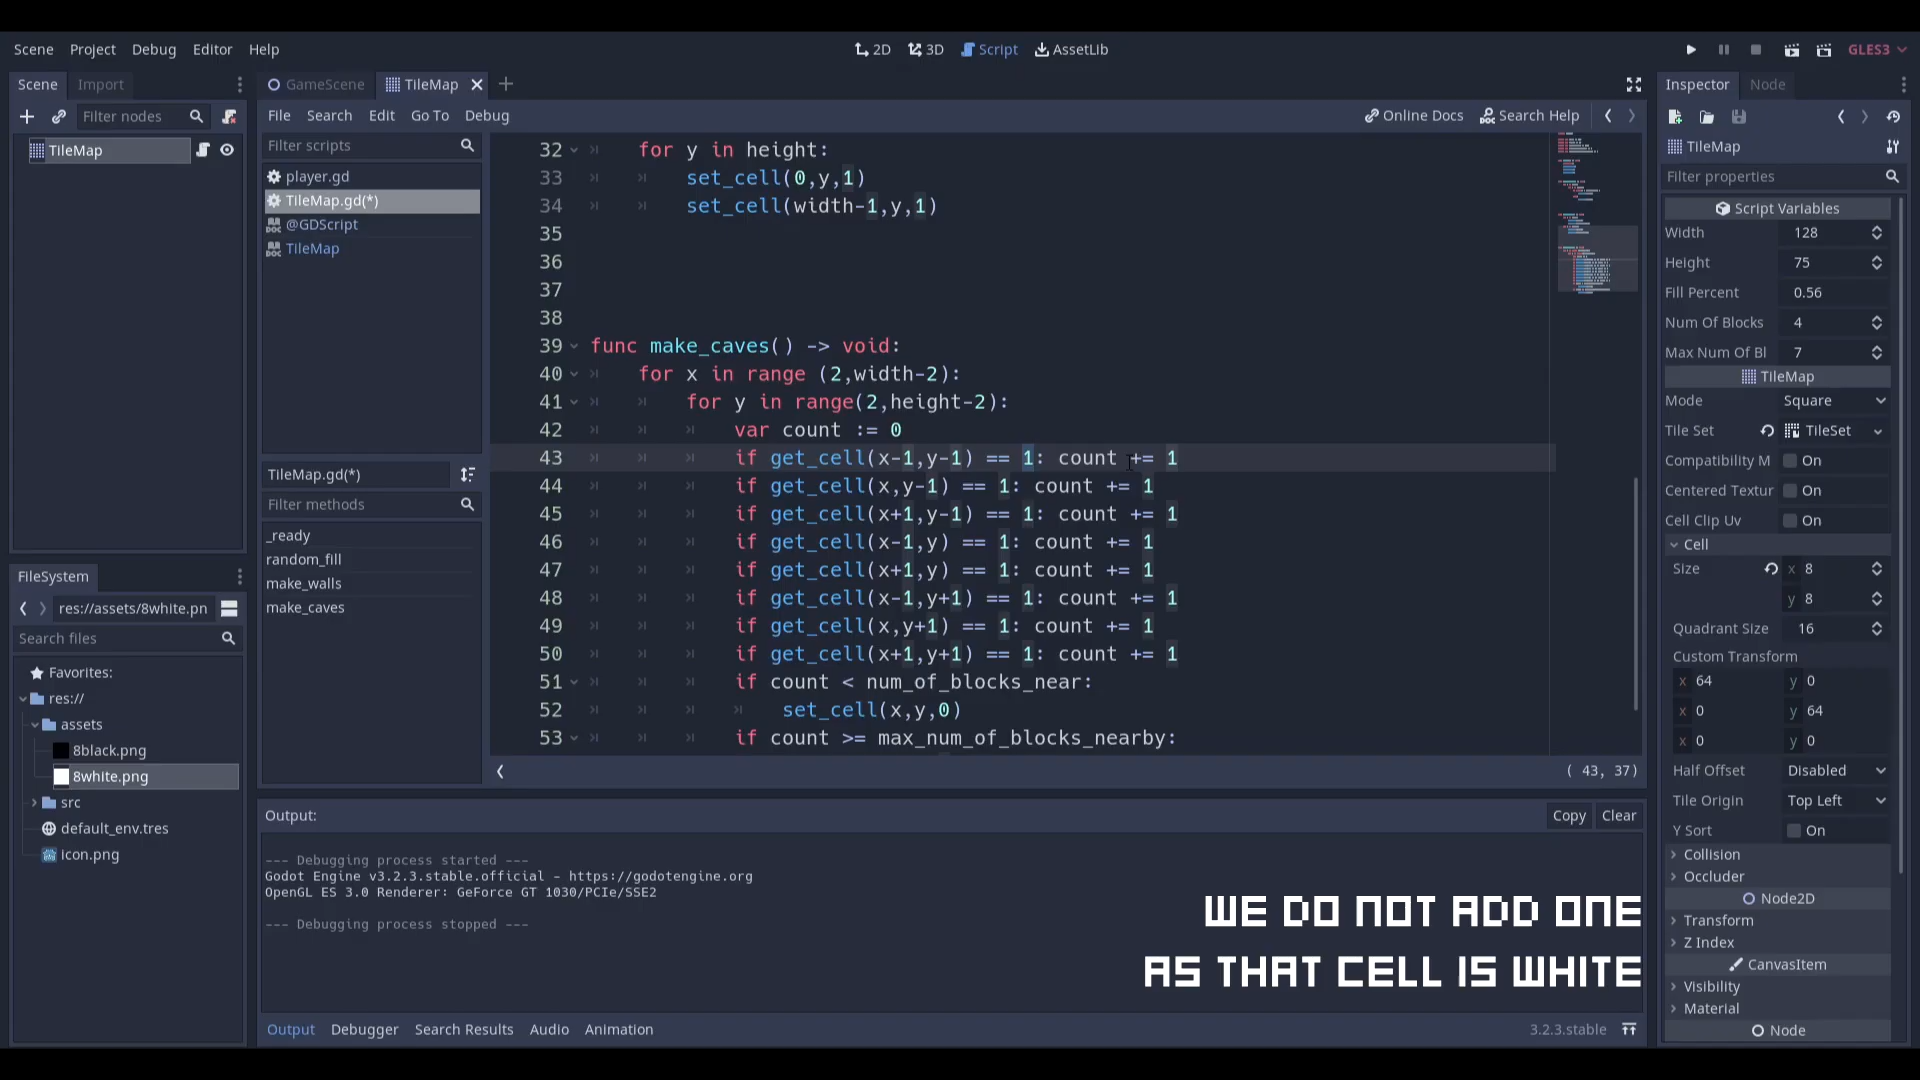 Scene Project Debug Editor Help
2D 3D Script AssetLib
GLES3
Scene Import
Filter nodes
TileMap
GameScene TileMap
File Search Edit Go To Debug
Online Docs Search Help
Filter scripts
player.gd
TileMap.gd(*)
@GDScript
TileMap
TileMap.gd(*)
Filter methods
_ready
random_fill
make_walls
make_caves
32 for y in height:
33 set_cell(0,y,1)
34 set_cell(width-1,y,1)
35
36
37
38
39 func make_caves() -> void:
40 for x in range (2,width-2):
41 for y in range(2,height-2):
42 var count := 0
43 if get_cell(x-1,y-1) == 1: count += 1
44 if get_cell(x,y-1) == 1: count += 1
45 if get_cell(x+1,y-1) == 1: count += 1
46 if get_cell(x-1,y) == 1: count += 1
47 if get_cell(x+1,y) == 1: count += 1
48 if get_cell(x-1,y+1) == 1: count += 1
49 if get_cell(x,y+1) == 1: count += 1
50 if get_cell(x+1,y+1) == 1: count += 1
51 if count < num_of_blocks_near:
52 set_cell(x,y,0)
53 if count >= max_num_of_blocks_nearby:
( 43, 37)
FileSystem
res://assets/8white.pn
Search files
Favorites:
res://
assets
8black.png
8white.png
src
default_env.tres
icon.png
Output:
Copy Clear
--- Debugging process started ---
Godot Engine v3.2.3.stable.official - https://godotengine.org
OpenGL ES 3.0 Renderer: GeForce GT 1030/PCIe/SSE2
--- Debugging process stopped ---
WE DO NOT ADD ONE
AS THAT CELL IS WHITE
Output Debugger Search Results Audio Animation
3.2.3.stable
Inspector Node
TileMap
Filter properties
Script Variables
Width 128
Height 75
Fill Percent 0.56
Num Of Blocks 4
Max Num Of Bl 7
TileMap
Mode Square
Tile Set TileSet
Compatibility M On
Centered Textur On
Cell Clip Uv On
Cell
Size x 8
y 8
Quadrant Size 16
Custom Transform
x 64 y 0
x 0 y 64
x 0 y 0
Half Offset Disabled
Tile Origin Top Left
Y Sort On
Collision
Occluder
Node2D
Transform
Z Index
CanvasItem
Visibility
Material
Node